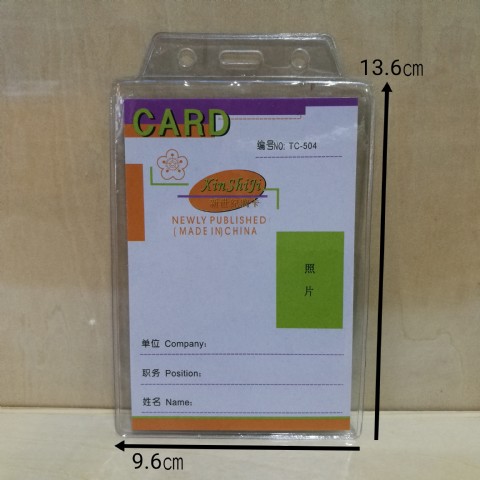 13.6㎝
CARD
编号NO: TC-504
XinShiJi
NEWLY PUBLISHED
(MADE IN)CHINA
照
片
单位 Company:
职务 Position:
姓名 Name:
9.6㎝